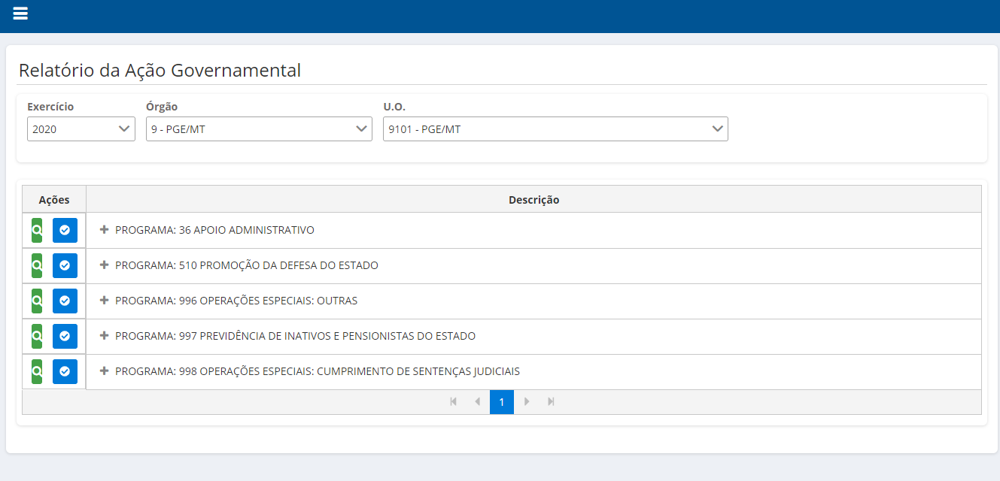 Relatório da Ação Governamental
Exercício Órgão U.O.
2020 9 - PGE/MT 9101 - PGE/MT
Ações Descrição
PROGRAMA: 36 APOIO ADMINISTRATIVO
PROGRAMA: 510 PROMOÇÃO DA DEFESA DO ESTADO
PROGRAMA: 996 OPERAÇÕES ESPECIAIS: OUTRAS
PROGRAMA: 997 PREVIDÊNCIA DE INATIVOS E PENSIONISTAS DO ESTADO
PROGRAMA: 998 OPERAÇÕES ESPECIAIS: CUMPRIMENTO DE SENTENÇAS JUDICIAIS
1